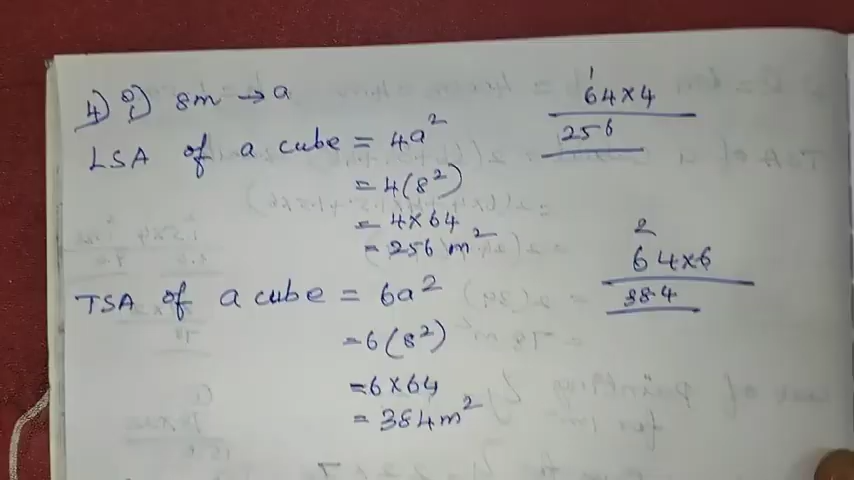 4) i) 8m → a
LSA of a cube = 4a²
= 4(8²)
= 4×64
= 256 m²
TSA of a cube = 6a²
= 6(8²)
= 6×64
= 384m²
1
64×4
256
2
64×6
384